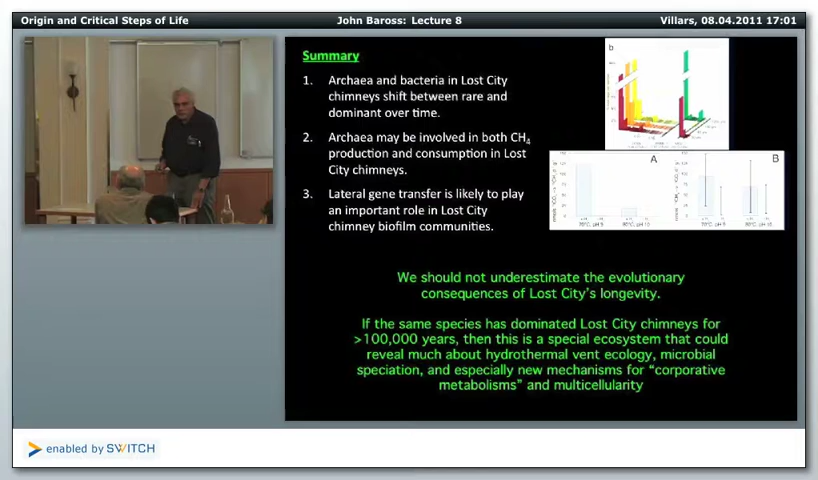 Origin and Critical Steps of Life
John Baross: Lecture 8
Villars, 08.04.2011 17:01
Summary
1. Archaea and bacteria in Lost City
chimneys shift between rare and
dominant over time.
2. Archaea may be involved in both CH4
production and consumption in Lost
City chimneys.
3. Lateral gene transfer is likely to play
an important role in Lost City
chimney biofilm communities.
b
A
B
We should not underestimate the evolutionary
consequences of Lost City's longevity.
If the same species has dominated Lost City chimneys for
>100,000 years, then this is a special ecosystem that could
reveal much about hydrothermal vent ecology, microbial
speciation, and especially new mechanisms for "corporative
metabolisms" and multicellularity
enabled by SWITCH